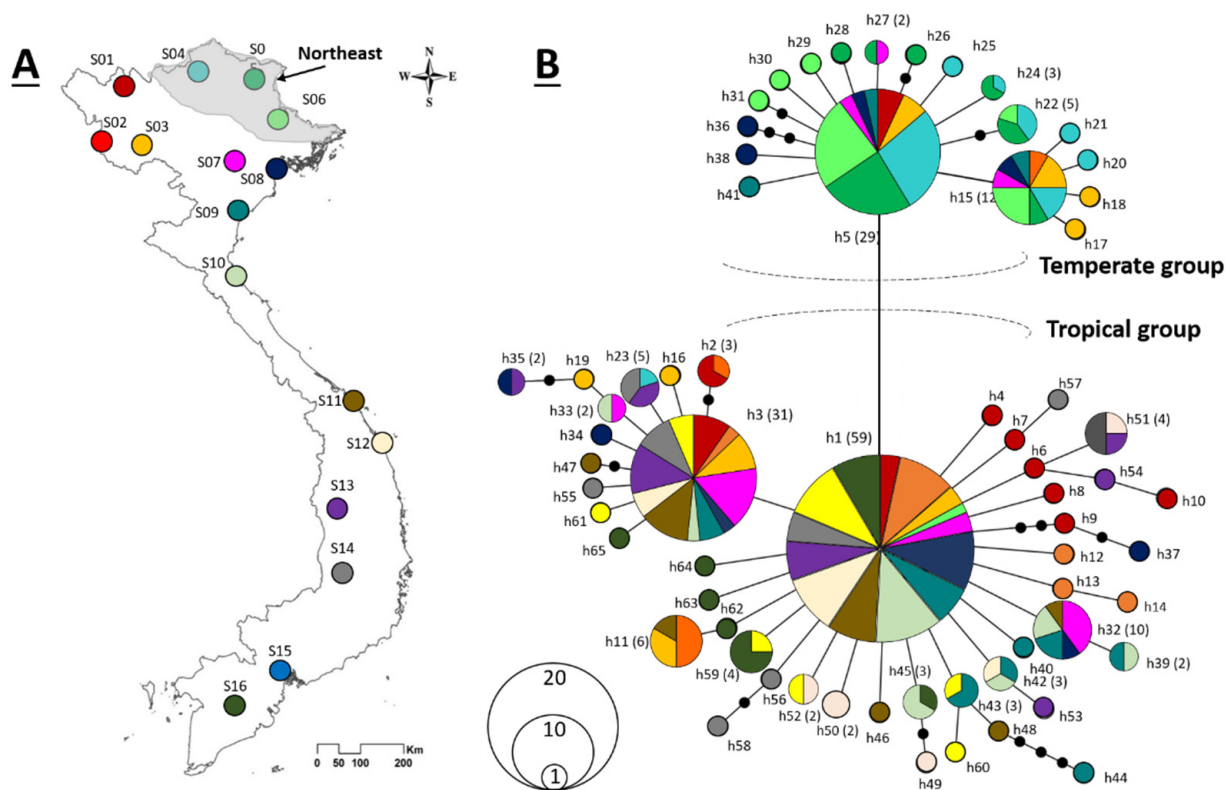 A
B
S01
S04
S0
Northeast
N
W
E
S
S06
S02
S03
S07
S08
S09
S10
S11
S12
S13
S14
S15
S16
0 50 100
200
Km
h27 (2)
h28
h26
h29
h25
h30
h24 (3)
h31
h22 (5)
h36
h21
h38
h20
h41
h15 (12
h18
h17
h5 (29)
Temperate group
Tropical group
h35 (2)
h19
h23 (5)
h16
h2 (3)
h33 (2)
h3 (31)
h1 (59)
h4
h57
h7
h51 (4)
h6
h34
h54
h47
h8
h10
h55
h9
h37
h61
h12
h65
h13
h14
h64
h63
h62
h32 (10)
h11 (6)
h40
h39 (2)
h59 (4)
h45 (3)
h42 (3)
h56
h43 (3)
h53
h52 (2)
h50 (2)
h46
h48
h58
h60
h44
h49
20
10
1